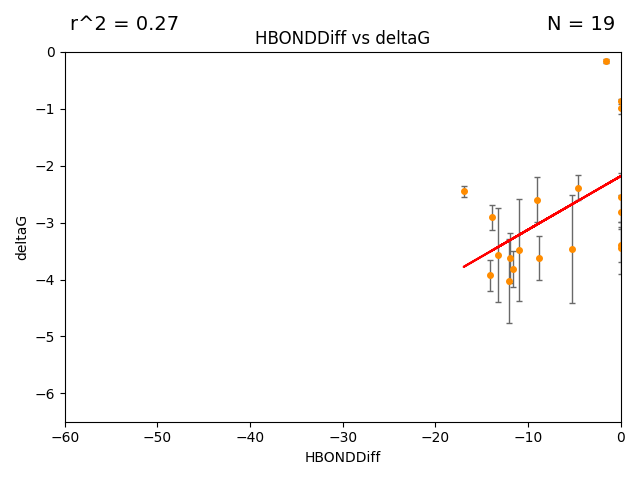 r^2 = 0.27
N = 19
HBONDDiff vs deltaG
deltaG
0
−1
−2
−3
−4
−5
−6
−60
−50
−40
−30
−20
−10
0
HBONDDiff